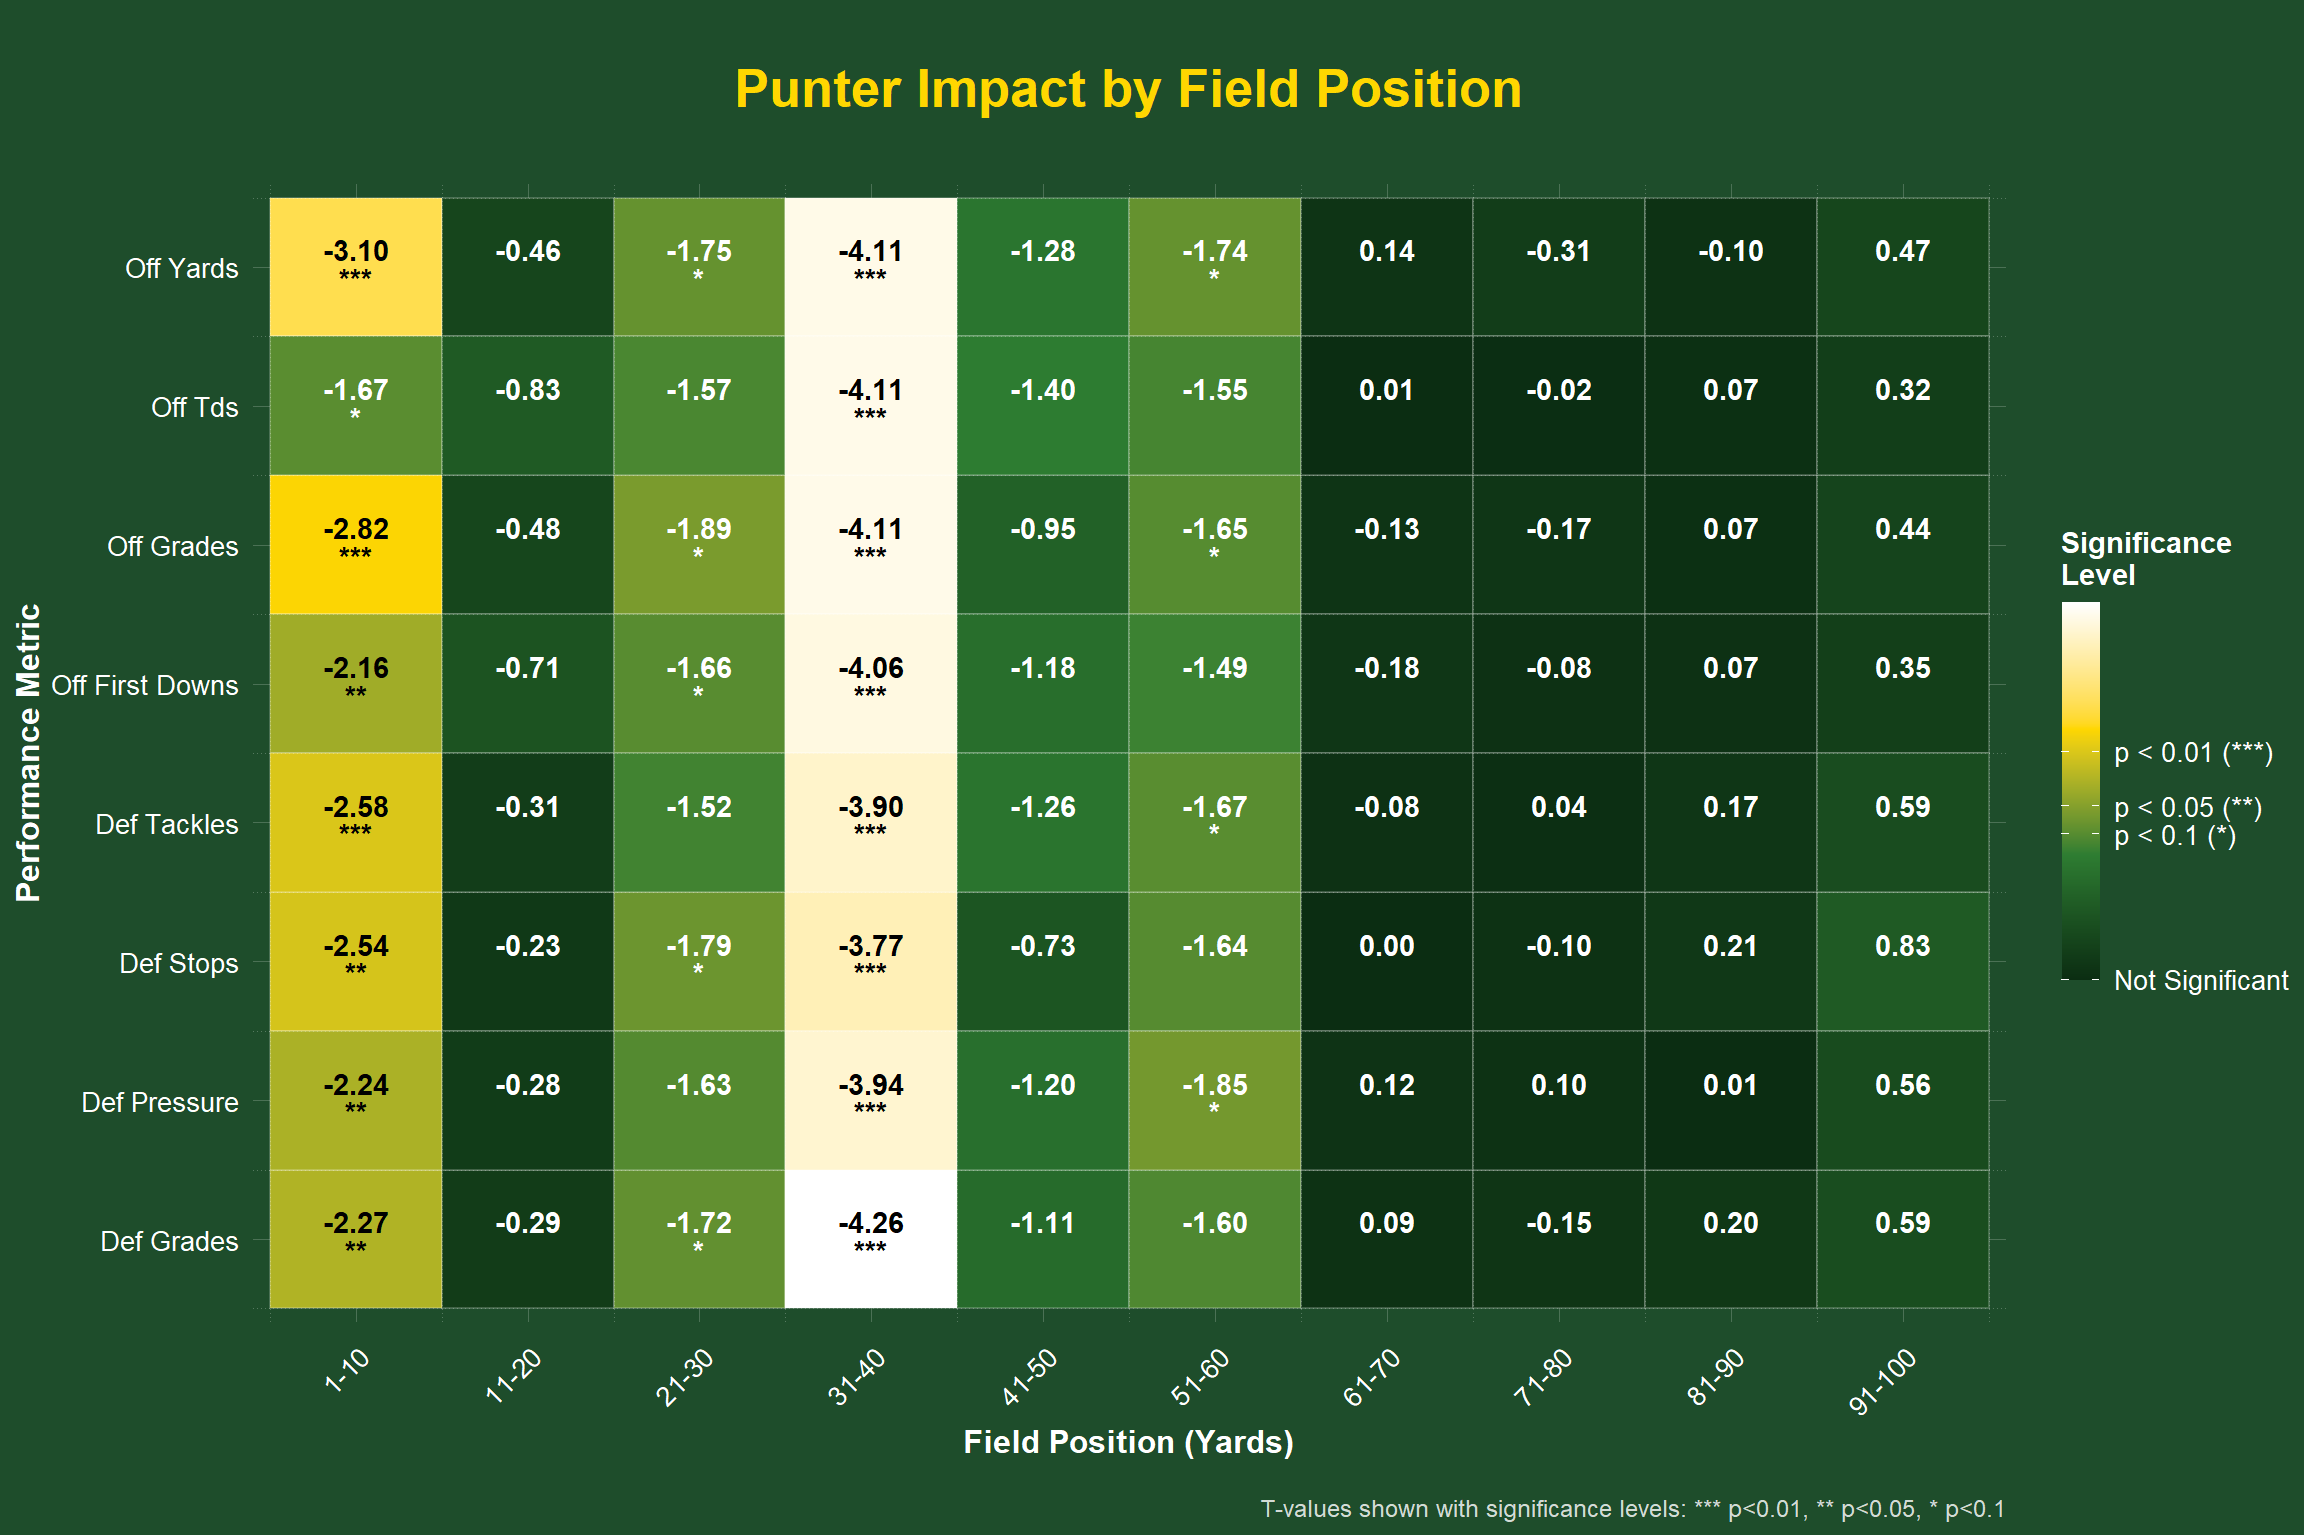 Punter Impact by Field Position
Performance Metric
Off Yards -3.10 -0.46 -1.75 -4.11 -1.28 -1.74 0.14 -0.31 -0.10 0.47
*** * *** *
Off Tds -1.67 -0.83 -1.57 -4.11 -1.40 -1.55 0.01 -0.02 0.07 0.32
* ***
Off Grades -2.82 -0.48 -1.89 -4.11 -0.95 -1.65 -0.13 -0.17 0.07 0.44
*** * *** *
Off First Downs -2.16 -0.71 -1.66 -4.06 -1.18 -1.49 -0.18 -0.08 0.07 0.35
** * ***
Def Tackles -2.58 -0.31 -1.52 -3.90 -1.26 -1.67 -0.08 0.04 0.17 0.59
*** *** *
Def Stops -2.54 -0.23 -1.79 -3.77 -0.73 -1.64 0.00 -0.10 0.21 0.83
** * ***
Def Pressure -2.24 -0.28 -1.63 -3.94 -1.20 -1.85 0.12 0.10 0.01 0.56
** *** *
Def Grades -2.27 -0.29 -1.72 -4.26 -1.11 -1.60 0.09 -0.15 0.20 0.59
** * ***
1-10 11-20 21-30 31-40 41-50 51-60 61-70 71-80 81-90 91-100
Field Position (Yards)
Significance
Level
p < 0.01 (***)
p < 0.05 (**)
p < 0.1 (*)
Not Significant
T-values shown with significance levels: *** p<0.01, ** p<0.05, * p<0.1